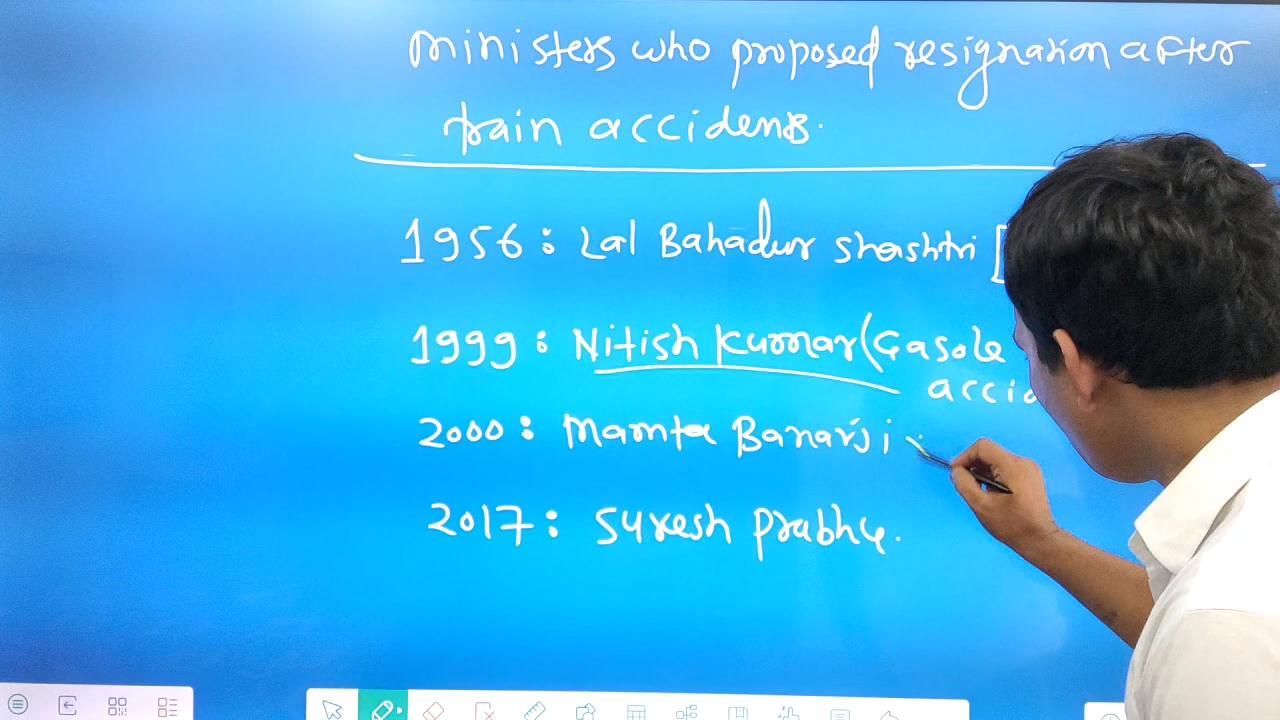 ministers who proposed resignation after
train accidents.
1956: Lal Bahadur shashtri [
1999: Nitish Kumar (Gasole
accid
2000: Mamta Banarji
2017: Suresh Prabhu.